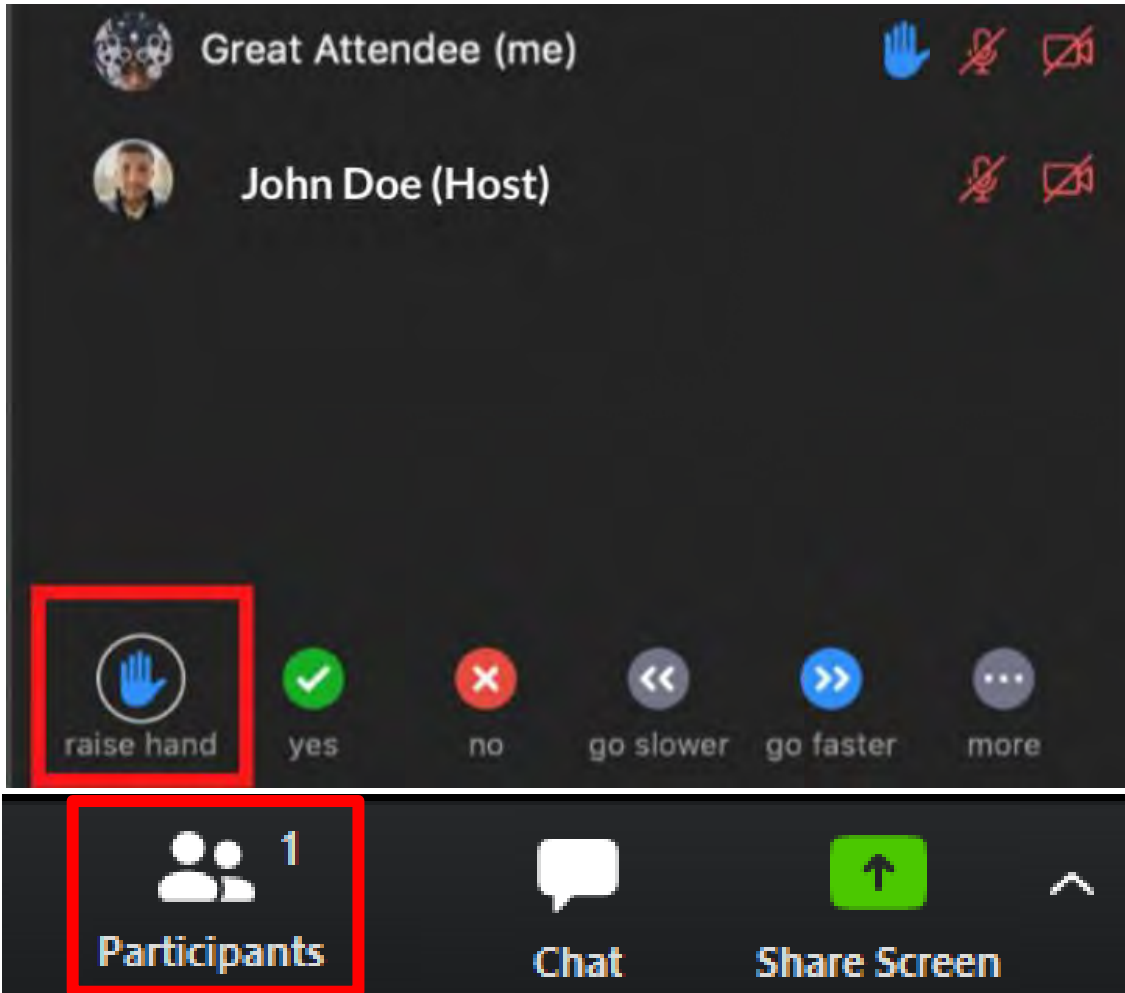 Great Attendee (me)
John Doe (Host)
raise hand yes no go slower go faster more
1
Participants Chat Share Screen